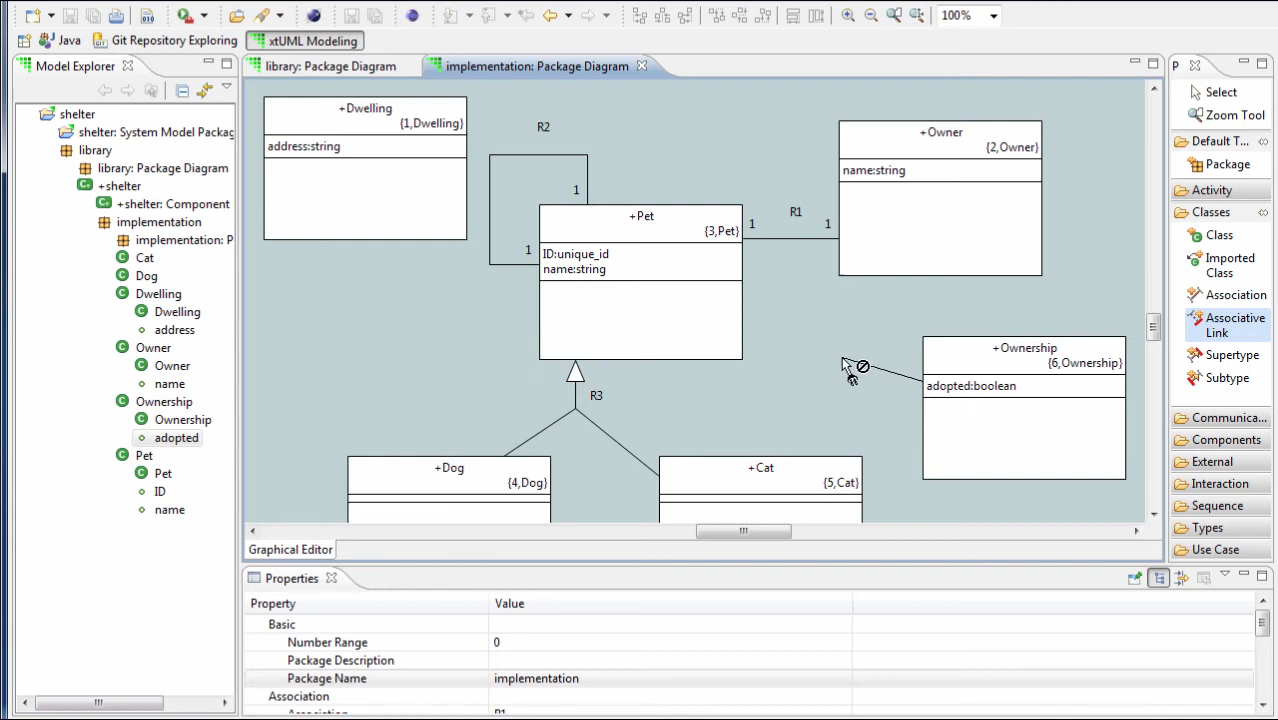 100%
Java
Git Repository Exploring
xtUML Modeling
Model Explorer
shelter
shelter: System Model Packag
library
library: Package Diagram
+shelter
+shelter: Component
implementation
implementation: P
Cat
Dog
Dwelling
Dwelling
address
Owner
Owner
name
Ownership
Ownership
adopted
Pet
Pet
ID
name
library: Package Diagram
implementation: Package Diagram
+Dwelling
{1,Dwelling}
address:string
R2
1
1
+Pet
{3,Pet}
ID:unique_id
name:string
1
R1
1
+Owner
{2,Owner}
name:string
+Ownership
{6,Ownership}
adopted:boolean
R3
+Dog
{4,Dog}
+Cat
{5,Cat}
Graphical Editor
P
Select
Zoom Tool
Default T...
Package
Activity
Classes
Class
Imported
Class
Association
Associative
Link
Supertype
Subtype
Communica...
Components
External
Interaction
Sequence
Types
Use Case
Properties
Property Value
Basic
Number Range 0
Package Description
Package Name implementation
Association